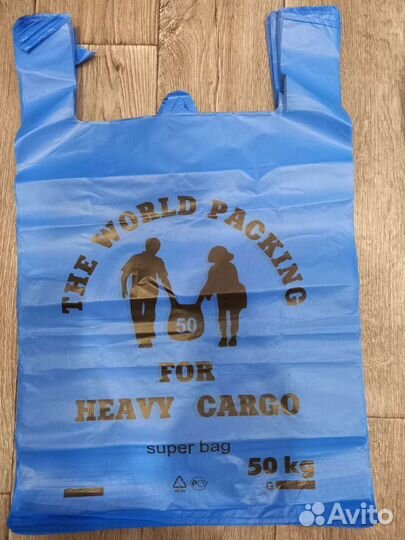 THE WORLD PACKING
50
FOR
HEAVY CARGO
super bag
50 kg
G
Avito